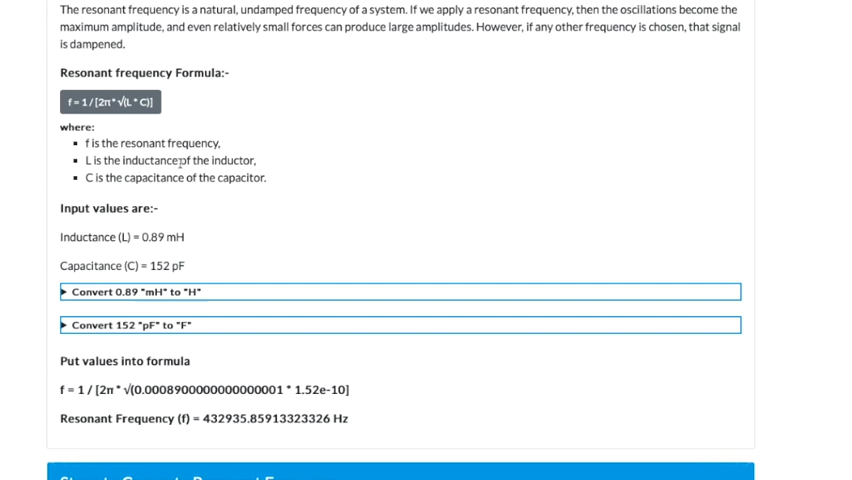 The resonant frequency is a natural, undamped frequency of a system. If we apply a resonant frequency, then the oscillations become the
maximum amplitude, and even relatively small forces can produce large amplitudes. However, if any other frequency is chosen, that signal
is dampened.
Resonant frequency Formula:-
f = 1 / [2π * √(L * C)]
where:
▪ f is the resonant frequency,
▪ L is the inductance of the inductor,
▪ C is the capacitance of the capacitor.
Input values are:-
Inductance (L) = 0.89 mH
Capacitance (C) = 152 pF
▶ Convert 0.89 "mH" to "H"
▶ Convert 152 "pF" to "F"
Put values into formula
f = 1 / [2π * √(0.0008900000000000001 * 1.52e-10]
Resonant Frequency (f) = 432935.85913323326 Hz